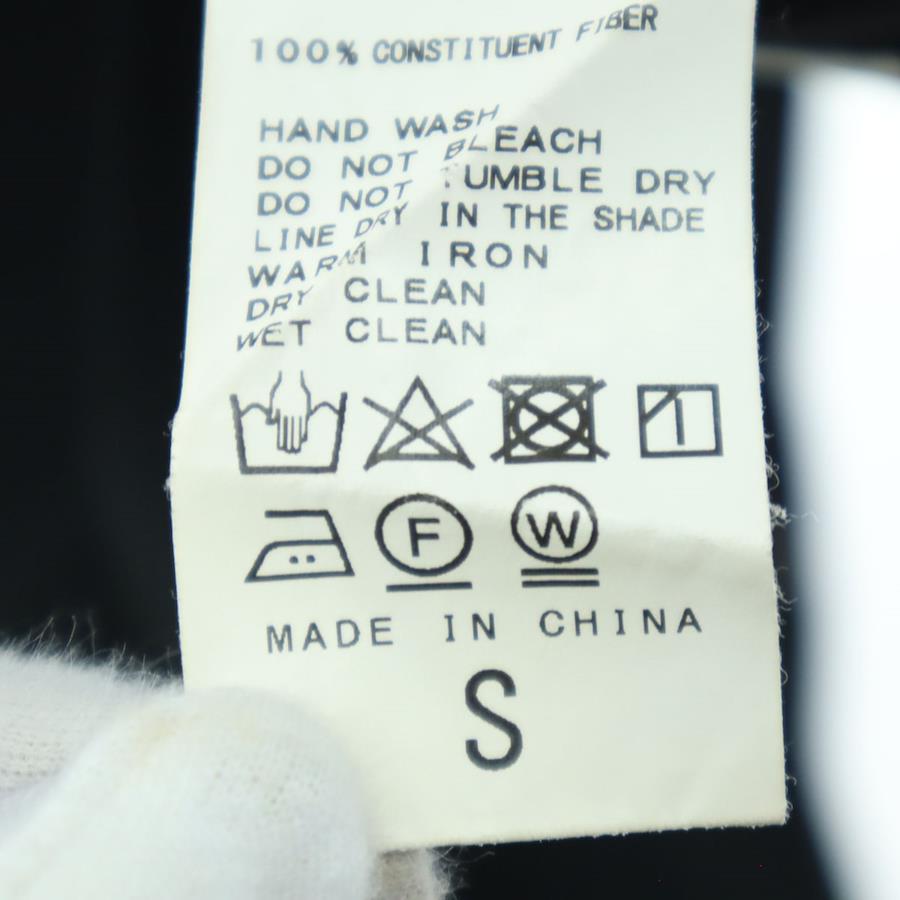 100% CONSTITUENT FIBER
HAND WASH
DO NOT BLEACH
DO NOT TUMBLE DRY
LINE DRY IN THE SHADE
WARM IRON
DRY CLEAN
WET CLEAN
F W
MADE IN CHINA
S